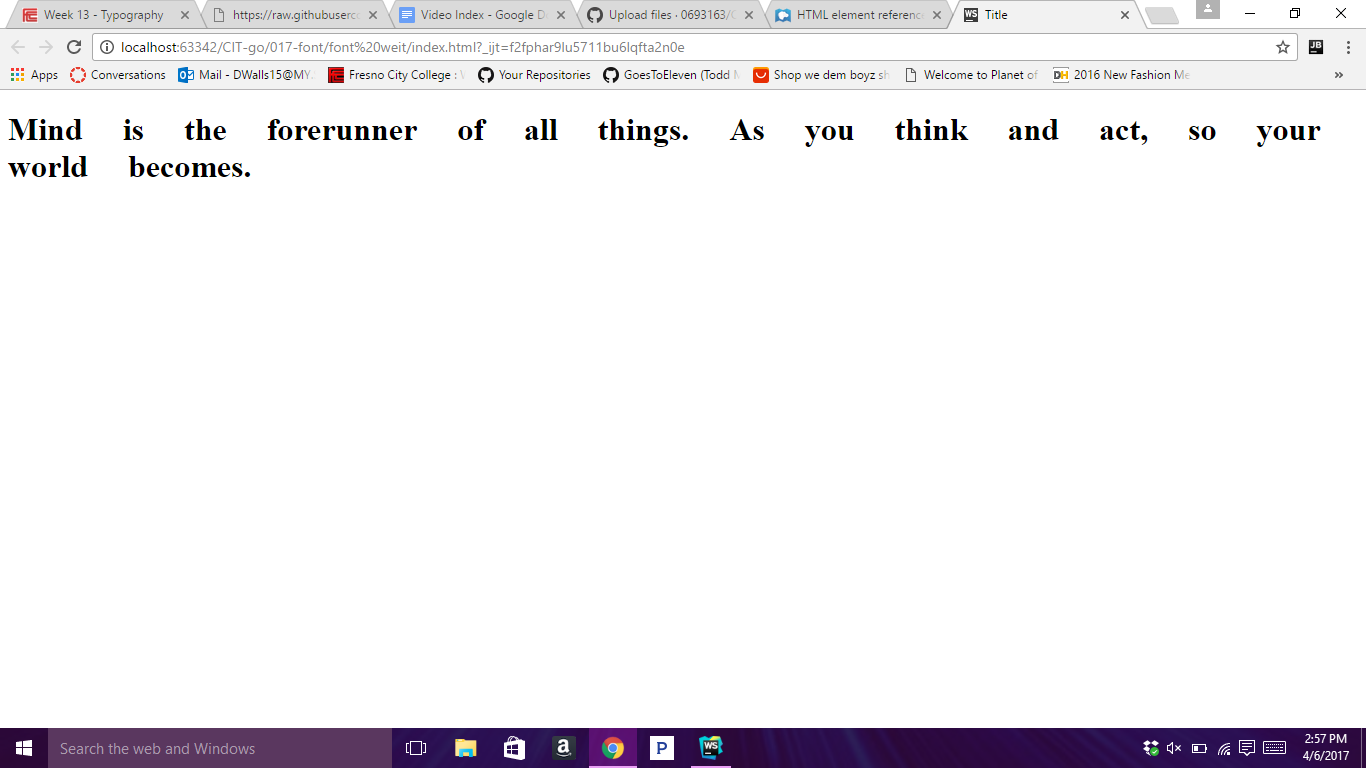 Week 13 - Typography
https://raw.githubuserc
Video Index - Google D
Upload files · 0693163/
HTML element reference
Title
localhost:63342/CIT-go/017-font/font%20weit/index.html?_ijt=f2fphar9lu5711bu6lqfta2n0e
Apps Conversations Mail - DWalls15@MY. Fresno City College : Your Repositories GoesToEleven (Todd Shop we dem boyz sh Welcome to Planet of 2016 New Fashion Me »
Mind is the forerunner of all things. As you think and act, so your
world becomes.
Search the web and Windows
2:57 PM
4/6/2017